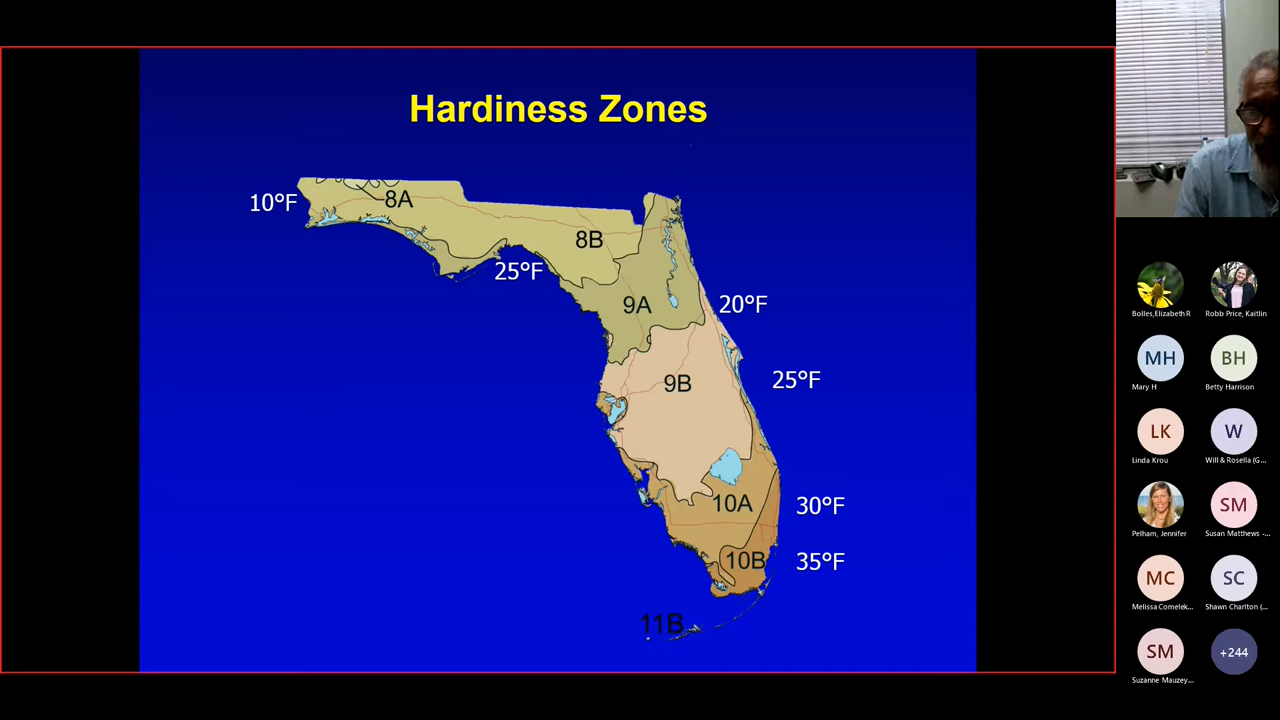 Hardiness Zones
10°F
8A
8B
25°F
9A
20°F
9B
25°F
10A
30°F
10B
35°F
11B
Bolles,Elizabeth R
Robb Price, Kaitlin
MH
Mary H
BH
Betty Harrison
LK
Linda Krou
W
Will & Rosella (G...
Pelham, Jennifer
SM
Susan Matthews -...
MC
Melissa Comelek...
SC
Shawn Charlton (...
SM
Suzanne Mauzey...
+244